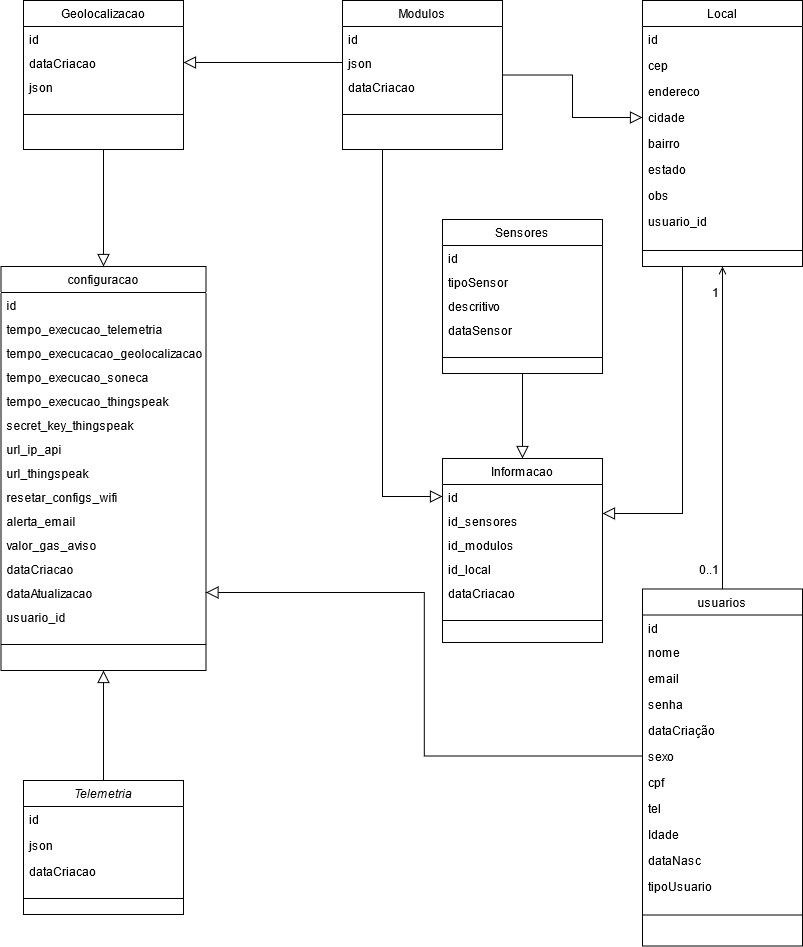 Geolocalizacao
id
dataCriacao
json
Modulos
id
json
dataCriacao
Local
id
cep
endereco
cidade
bairro
estado
obs
usuario_id
Sensores
id
tipoSensor
descritivo
dataSensor
configuracao
id
tempo_execucao_telemetria
tempo_execucacao_geolocalizacao
tempo_execucao_soneca
tempo_execucao_thingspeak
secret_key_thingspeak
url_ip_api
url_thingspeak
resetar_configs_wifi
alerta_email
valor_gas_aviso
dataCriacao
dataAtualizacao
usuario_id
Informacao
id
id_sensores
id_modulos
id_local
dataCriacao
1
0..1
usuarios
id
nome
email
senha
dataCriação
sexo
cpf
tel
Idade
dataNasc
tipoUsuario
Telemetria
id
json
dataCriacao